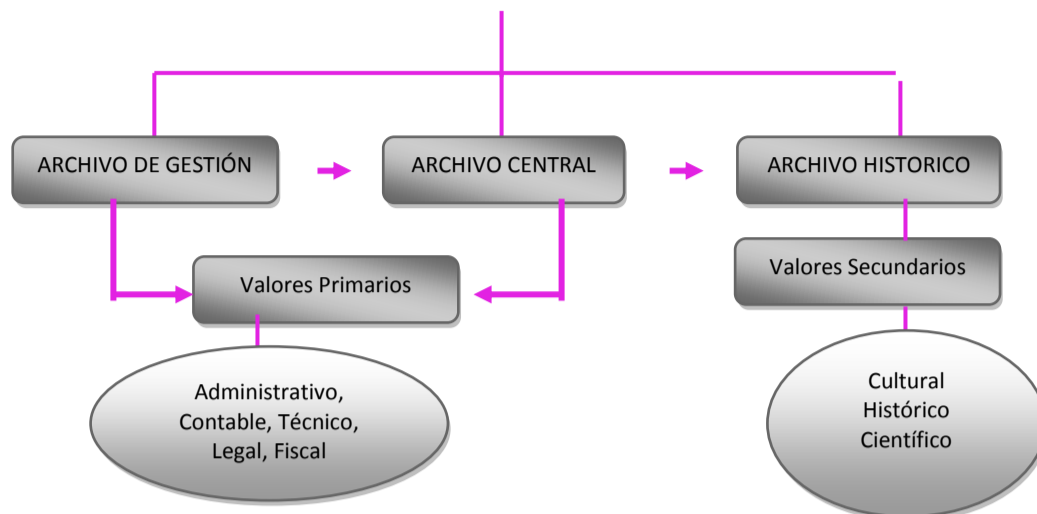 ARCHIVO DE GESTIÓN
ARCHIVO CENTRAL
ARCHIVO HISTORICO
Valores Primarios
Valores Secundarios
Administrativo,
Contable, Técnico,
Legal, Fiscal
Cultural
Histórico
Científico